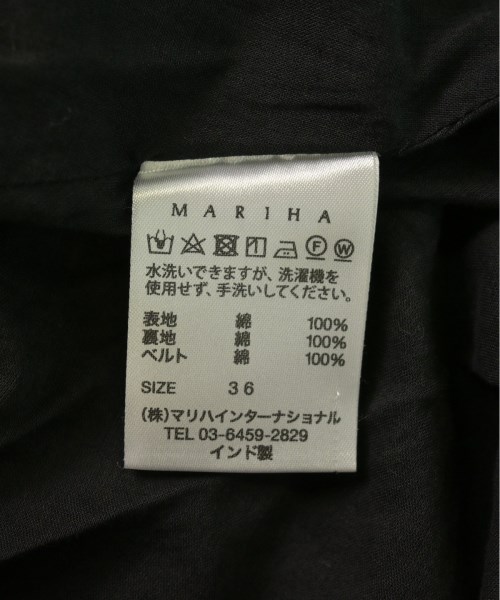 MARIHA
F W
水洗いできますが、洗濯機を
使用せず、手洗いしてください。
表地 綿 100%
裏地 綿 100%
ベルト 綿 100%
SIZE 36
(株)マリハインターナショナル
TEL 03-6459-2829
インド製